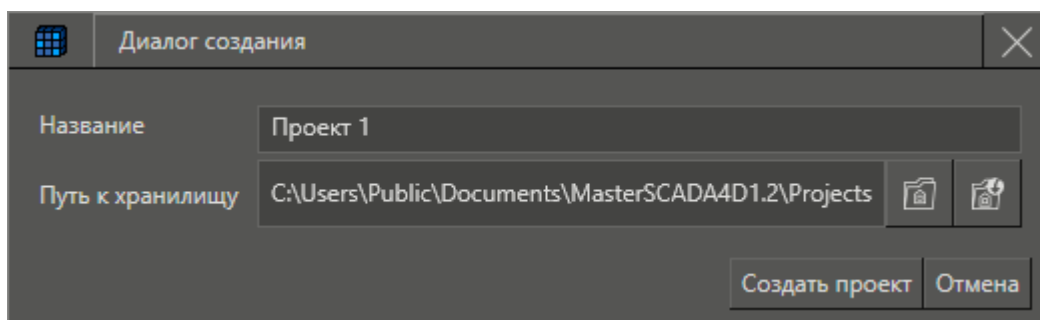 Диалог создания
Название
Проект 1
Путь к хранилищу
C:\Users\Public\Documents\MasterSCADA4D1.2\Projects
Создать проект
Отмена